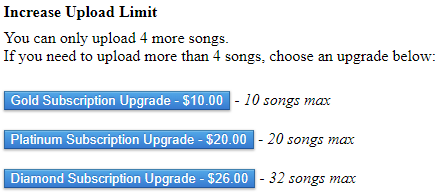 Increase Upload Limit
You can only upload 4 more songs.
If you need to upload more than 4 songs, choose an upgrade below:
Gold Subscription Upgrade - $10.00 - 10 songs max
Platinum Subscription Upgrade - $20.00 - 20 songs max
Diamond Subscription Upgrade - $26.00 - 32 songs max